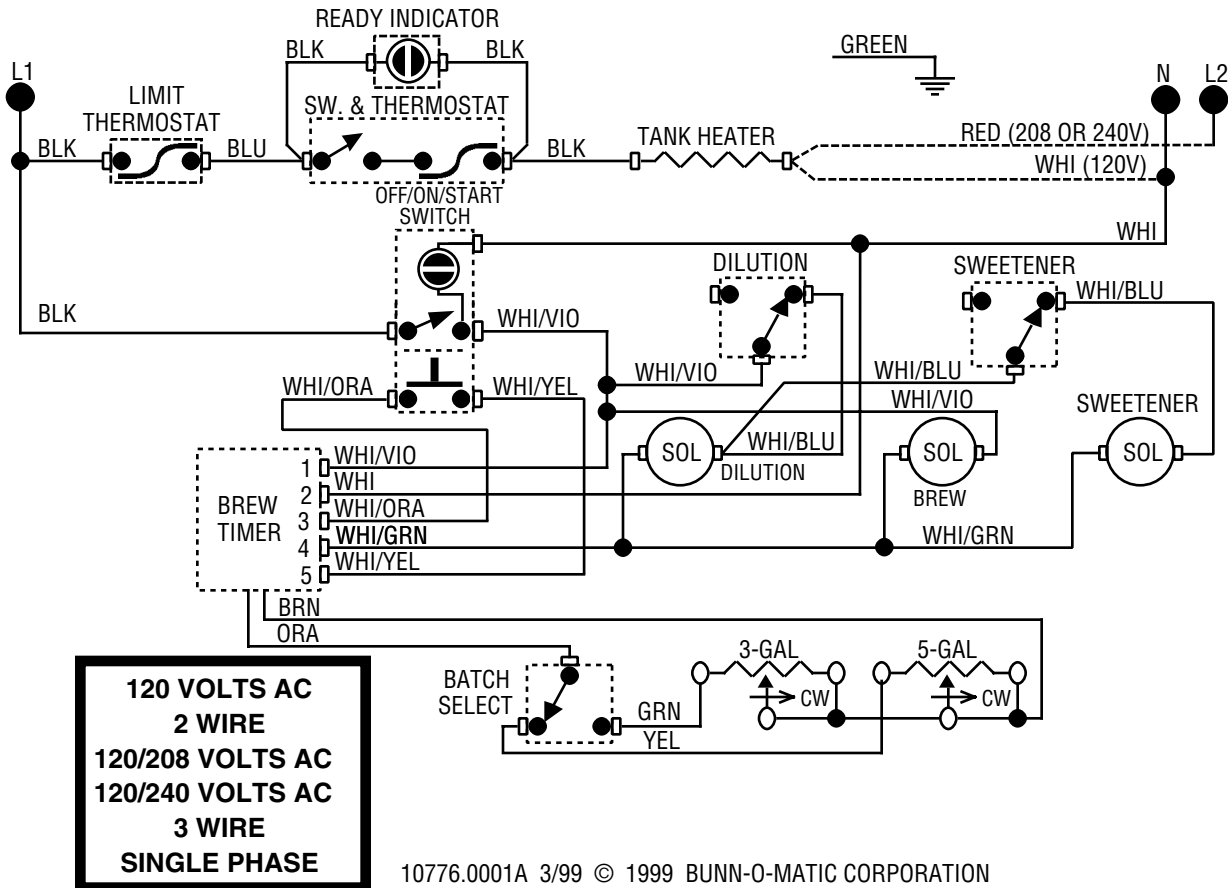 READY INDICATOR
BLK
BLK
GREEN
L1
N
L2
LIMIT
THERMOSTAT
SW. & THERMOSTAT
BLK
BLU
BLK
TANK HEATER
RED (208 OR 240V)
WHI (120V)
OFF/ON/START
SWITCH
WHI
DILUTION
SWEETENER
WHI/BLU
BLK
WHI/VIO
WHI/VIO
WHI/BLU
WHI/ORA
WHI/YEL
WHI/VIO
SWEETENER
SOL
WHI/BLU
DILUTION
SOL
BREW
SOL
BREW
TIMER
1
WHI/VIO
2
WHI
3
WHI/ORA
4
WHI/GRN
WHI/GRN
5
WHI/YEL
BRN
ORA
BATCH
SELECT
3-GAL
5-GAL
CW
CW
GRN
YEL
120 VOLTS AC
2 WIRE
120/208 VOLTS AC
120/240 VOLTS AC
3 WIRE
SINGLE PHASE
10776.0001A 3/99 © 1999 BUNN-O-MATIC CORPORATION